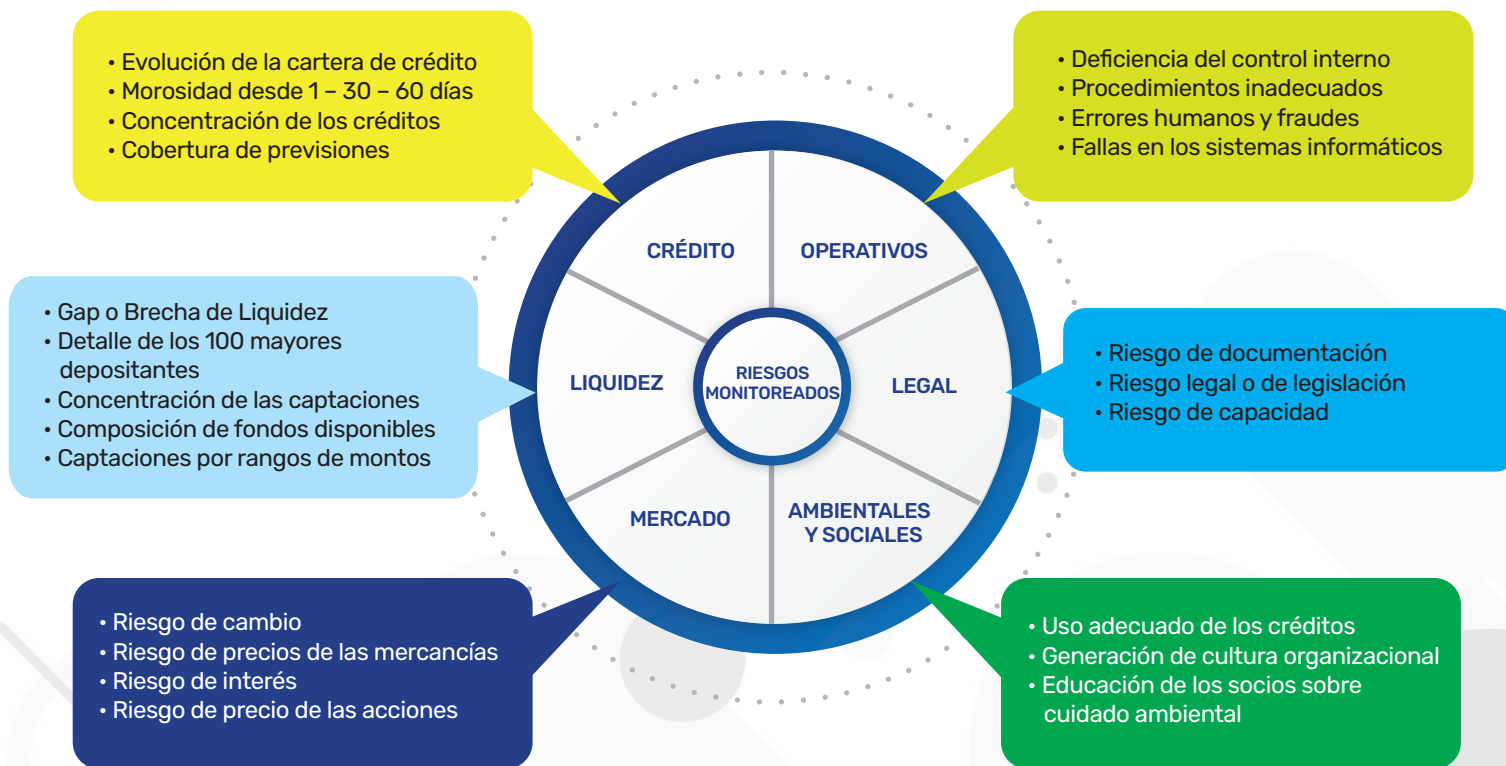 • Evolución de la cartera de crédito
• Morosidad desde 1 – 30 – 60 días
• Concentración de los créditos
• Cobertura de previsiones
• Deficiencia del control interno
• Procedimientos inadecuados
• Errores humanos y fraudes
• Fallas en los sistemas informáticos
CRÉDITO
OPERATIVOS
• Gap o Brecha de Liquidez
• Detalle de los 100 mayores
depositantes
• Concentración de las captaciones
• Composición de fondos disponibles
• Captaciones por rangos de montos
LIQUIDEZ
RIESGOS
MONITOREADOS
LEGAL
• Riesgo de documentación
• Riesgo legal o de legislación
• Riesgo de capacidad
MERCADO
AMBIENTALES
Y SOCIALES
• Riesgo de cambio
• Riesgo de precios de las mercancías
• Riesgo de interés
• Riesgo de precio de las acciones
• Uso adecuado de los créditos
• Generación de cultura organizacional
• Educación de los socios sobre
cuidado ambiental